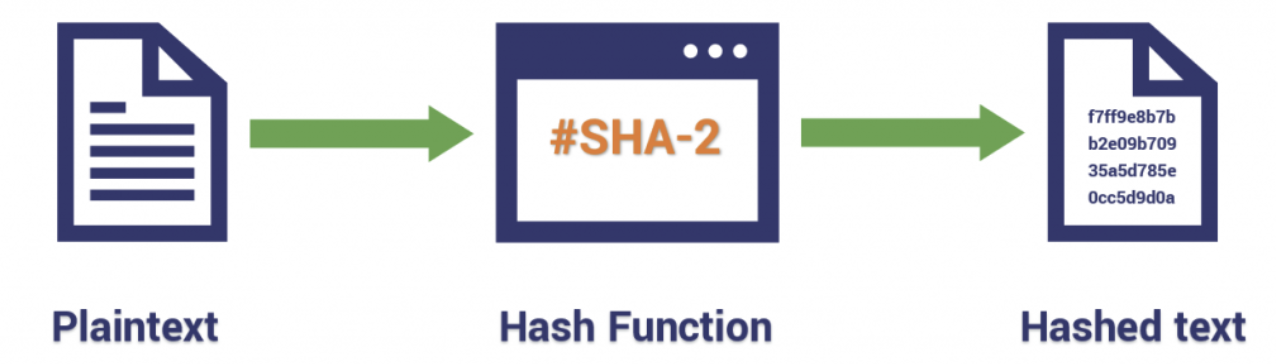 #SHA-2
f7ff9e8b7b
b2e09b709
35a5d785e
0cc5d9d0a
Plaintext
Hash Function
Hashed text